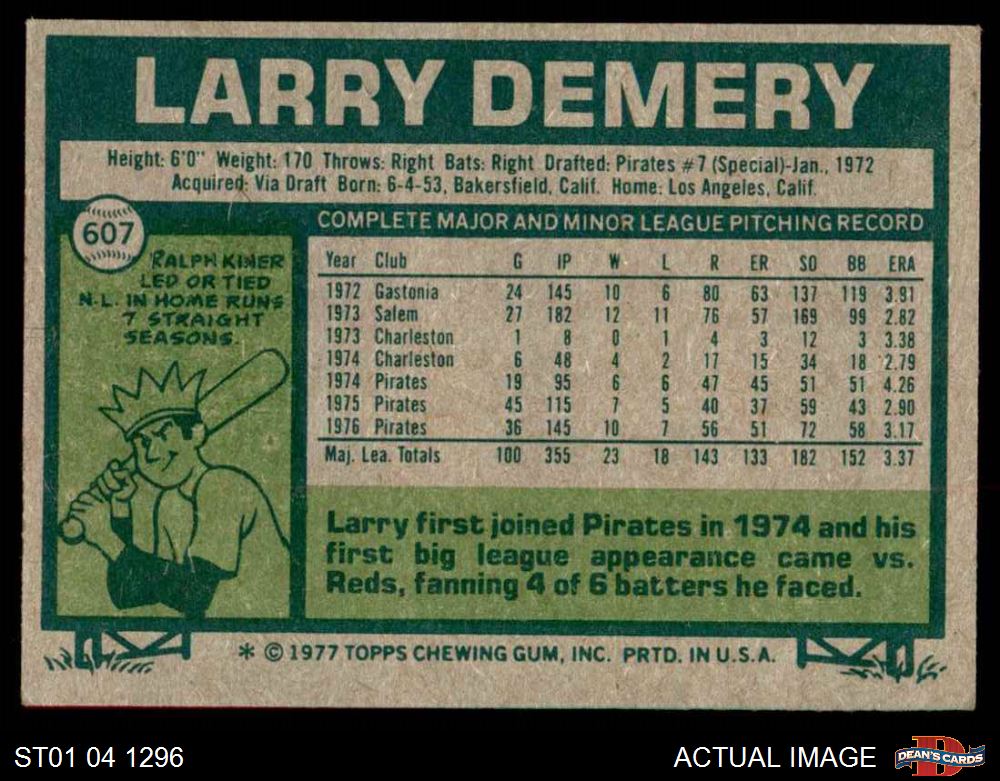 LARRY DEMERY
Height: 6'0" Weight: 170 Throws: Right Bats: Right Drafted: Pirates #7 (Special)-Jan., 1972
Acquired: Via Draft Born: 6-4-53, Bakersfield, Calif. Home: Los Angeles, Calif.
607
RALPH KINER
LED OR TIED
N.L. IN HOME RUNS
7 STRAIGHT
SEASONS.
COMPLETE MAJOR AND MINOR LEAGUE PITCHING RECORD
Year Club G IP W L R ER SO BB ERA
1972 Gastonia 24 145 10 6 80 63 137 119 3.91
1973 Salem 27 182 12 11 76 57 169 99 2.82
1973 Charleston 1 8 0 1 4 3 12 3 3.38
1974 Charleston 6 48 4 2 17 15 34 18 2.79
1974 Pirates 19 95 6 6 47 45 51 51 4.26
1975 Pirates 45 115 7 5 40 37 59 43 2.90
1976 Pirates 36 145 10 7 56 51 72 58 3.17
Maj. Lea. Totals 100 355 23 18 143 133 182 152 3.37
Larry first joined Pirates in 1974 and his
first big league appearance came vs.
Reds, fanning 4 of 6 batters he faced.
* © 1977 TOPPS CHEWING GUM, INC. PRTD. IN U.S.A.
ST01 04 1296
ACTUAL IMAGE
DEAN'S CARDS